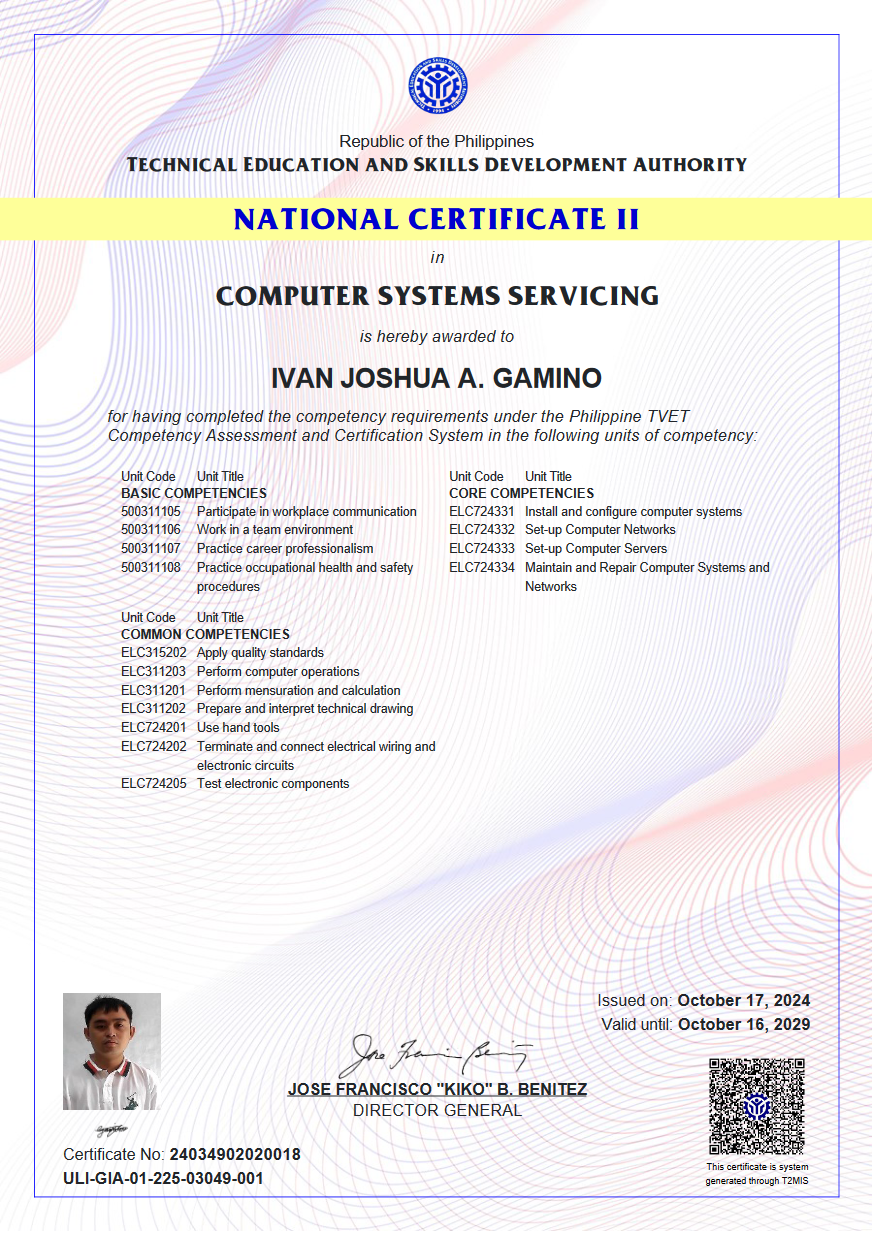 Republic of the Philippines
TECHNICAL EDUCATION AND SKILLS DEVELOPMENT AUTHORITY
NATIONAL CERTIFICATE II
in
COMPUTER SYSTEMS SERVICING
is hereby awarded to
IVAN JOSHUA A. GAMINO
for having completed the competency requirements under the Philippine TVET
Competency Assessment and Certification System in the following units of competency:
Unit Code Unit Title
BASIC COMPETENCIES
500311105 Participate in workplace communication
500311106 Work in a team environment
500311107 Practice career professionalism
500311108 Practice occupational health and safety
procedures
Unit Code Unit Title
COMMON COMPETENCIES
ELC315202 Apply quality standards
ELC311203 Perform computer operations
ELC311201 Perform mensuration and calculation
ELC311202 Prepare and interpret technical drawing
ELC724201 Use hand tools
ELC724202 Terminate and connect electrical wiring and
electronic circuits
ELC724205 Test electronic components
Unit Code Unit Title
CORE COMPETENCIES
ELC724331 Install and configure computer systems
ELC724332 Set-up Computer Networks
ELC724333 Set-up Computer Servers
ELC724334 Maintain and Repair Computer Systems and
Networks
Issued on: October 17, 2024
Valid until: October 16, 2029
JOSE FRANCISCO "KIKO" B. BENITEZ
DIRECTOR GENERAL
Certificate No: 24034902020018
ULI-GIA-01-225-03049-001
This certificate is system
generated through T2MIS